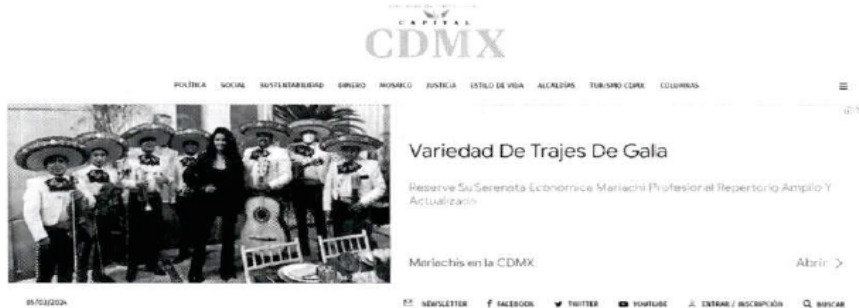 CAPITAL
CDMX
POLÍTICA SOCIAL SUSTENTABILIDAD DINERO MOSAICO JUSTICIA ESTILO DE VIDA ALCALDÍAS TURISMO CDMX COLUMNAS
Variedad De Trajes De Gala
Reserve Su Serenata Económica Mariachi Profesional Repertorio Amplio Y
Actualizado
Mariachis en la CDMX Abrir >
05/03/2024 NEWSLETTER FACEBOOK TWITTER YOUTUBE ENTRAR / INSCRIPCIÓN BUSCAR